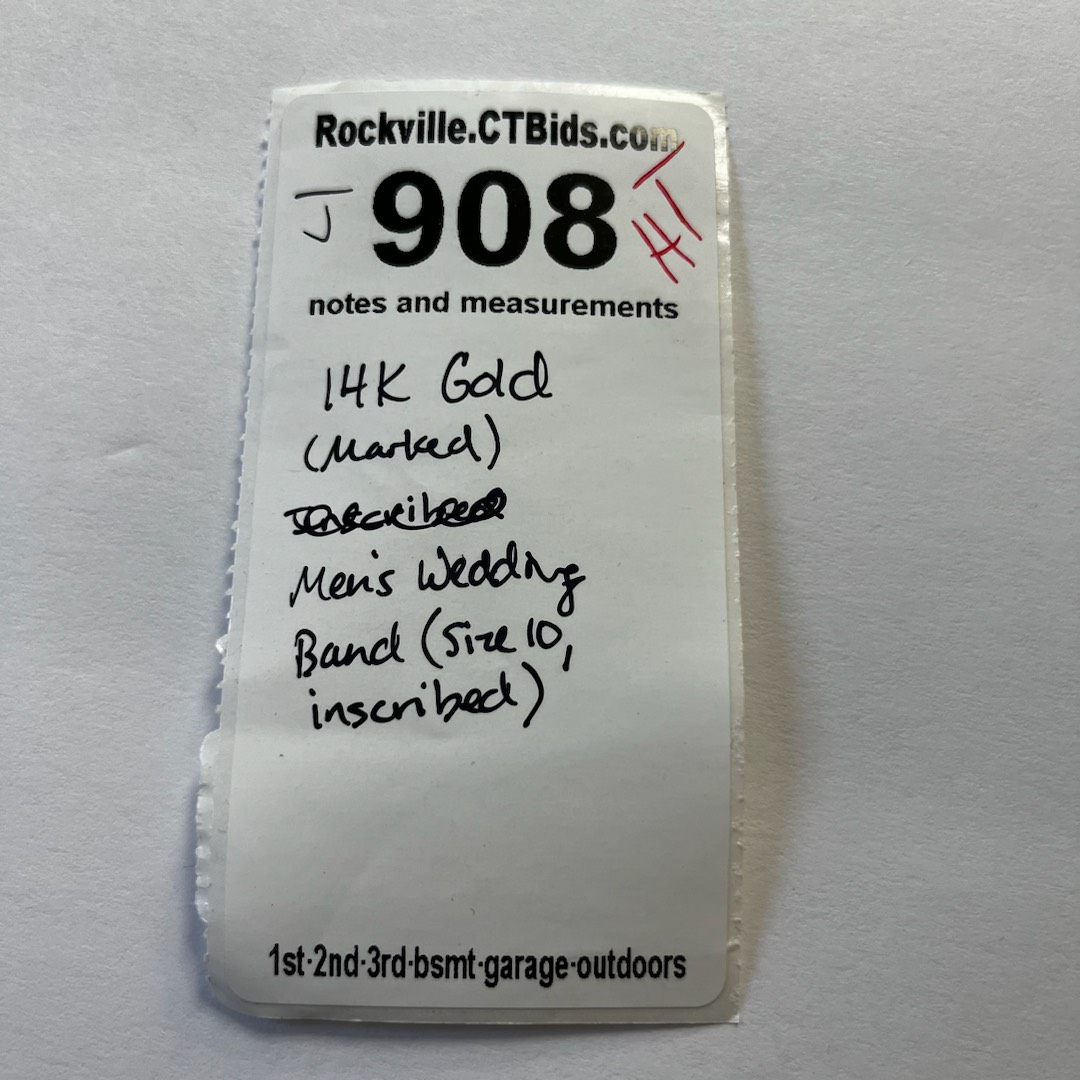 Rockville.CTBids.com
J 908 HT
notes and measurements
14K Gold
(Marked)
Inscribed
Men's Wedding
Band (Size 10,
inscribed)
1st·2nd·3rd·bsmt·garage·outdoors